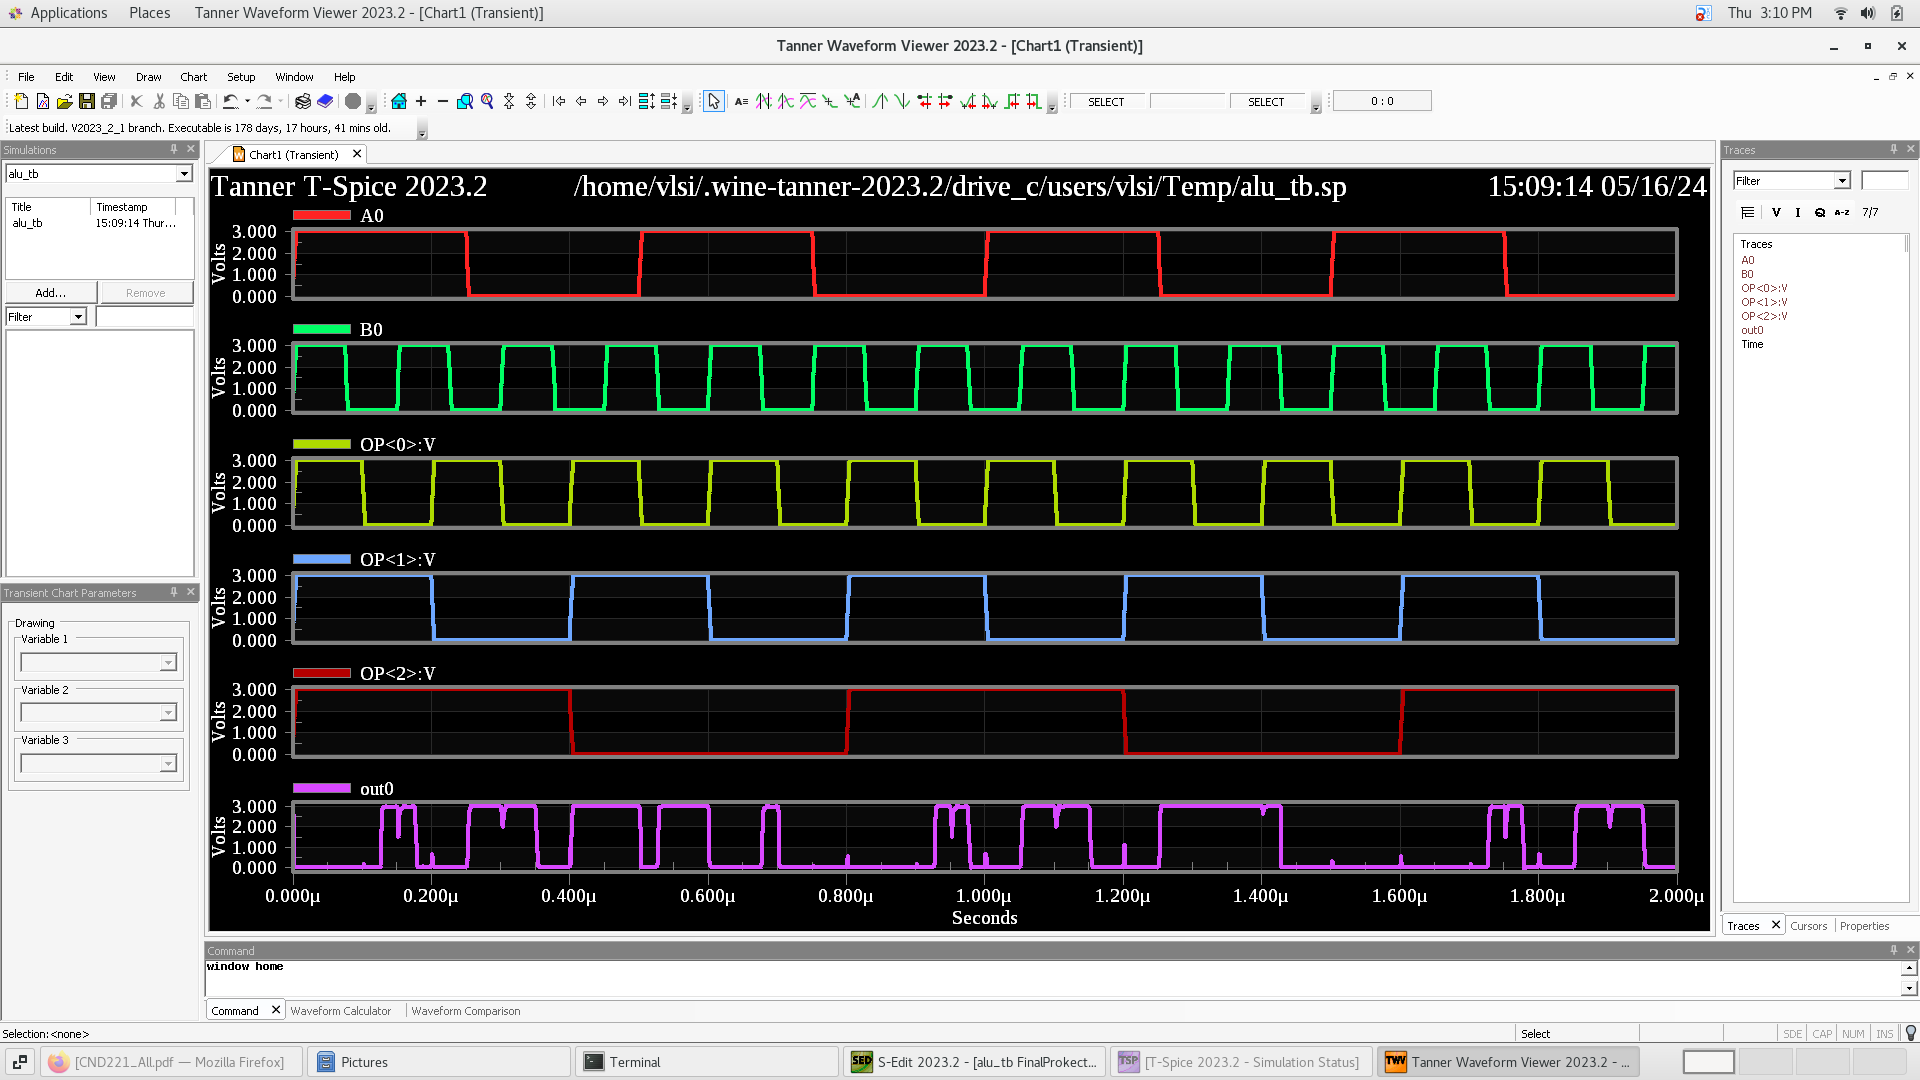 Applications Places Tanner Waveform Viewer 2023.2 - [Chart1 (Transient)] Thu 3:10 PM
Tanner Waveform Viewer 2023.2 - [Chart1 (Transient)]
File Edit View Draw Chart Setup Window Help
SELECT SELECT 0 : 0
Latest build. V2023_2_1 branch. Executable is 178 days, 17 hours, 41 mins old.
Simulations
alu_tb
Title Timestamp
alu_tb 15:09:14 Thur...
Add... Remove
Filter
Transient Chart Parameters
Drawing
Variable 1
Variable 2
Variable 3
Chart1 (Transient)
Tanner T-Spice 2023.2 /home/vlsi/.wine-tanner-2023.2/drive_c/users/vlsi/Temp/alu_tb.sp 15:09:14 05/16/24
A0
3.000
2.000
1.000
0.000
Volts
B0
3.000
2.000
1.000
0.000
Volts
OP<0>:V
3.000
2.000
1.000
0.000
Volts
OP<1>:V
3.000
2.000
1.000
0.000
Volts
OP<2>:V
3.000
2.000
1.000
0.000
Volts
out0
3.000
2.000
1.000
0.000
Volts
0.000μ 0.200μ 0.400μ 0.600μ 0.800μ 1.000μ 1.200μ 1.400μ 1.600μ 1.800μ 2.000μ
Seconds
Traces
Filter
V I Q A-Z 7/7
Traces
A0
B0
OP<0>:V
OP<1>:V
OP<2>:V
out0
Time
Traces Cursors Properties
Command
window home
Command Waveform Calculator Waveform Comparison
Selection: <none> Select SDE CAP NUM INS
[CND221_All.pdf — Mozilla Firefox] Pictures Terminal SED S-Edit 2023.2 - [alu_tb FinalProkect... TSP [T-Spice 2023.2 - Simulation Status] TWV Tanner Waveform Viewer 2023.2 - ...